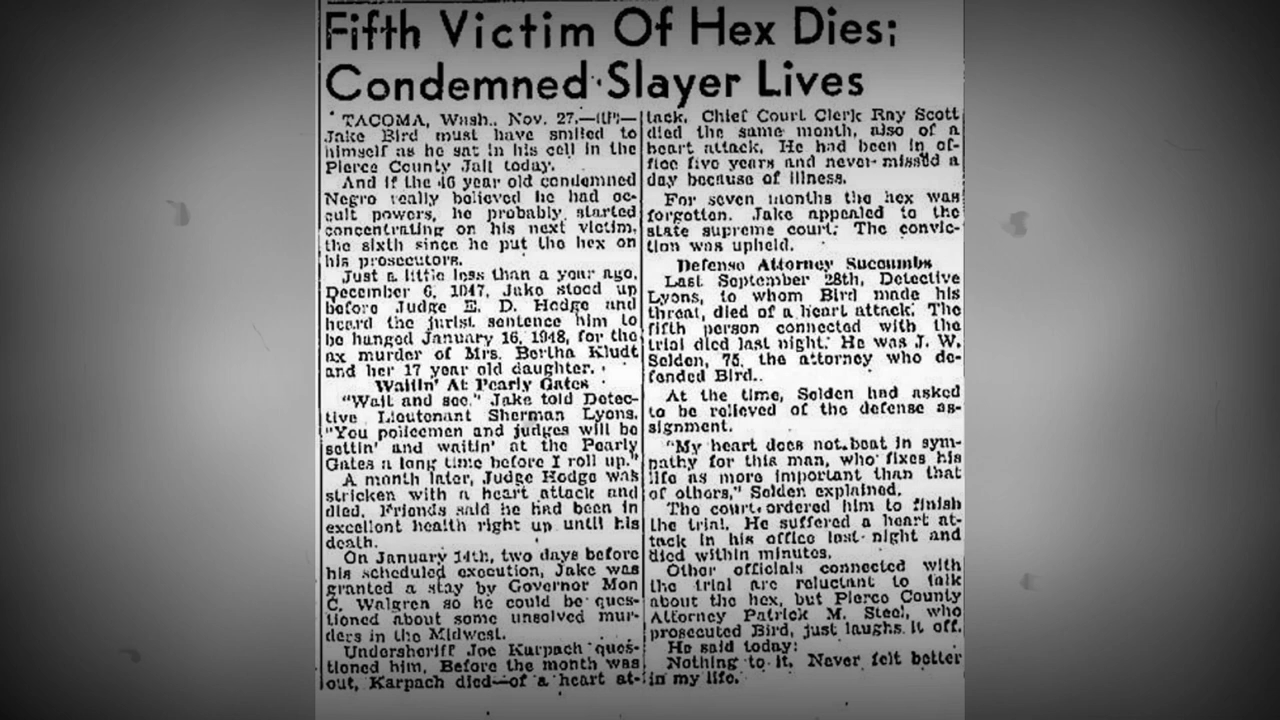 Fifth Victim Of Hex Dies;
Condemned Slayer Lives
TACOMA, Wash., Nov. 27.—(UP)—
Jake Bird must have smiled to
himself as he sat in his cell in the
Pierce County Jail today.
And if the 46 year old condemned
Negro really believed he had oc-
cult powers, he probably started
concentrating on his next victim,
the sixth since he put the hex on
his prosecutors.
Just a little less than a year ago,
December 6, 1947, Jake stood up
before Judge E. D. Hodge and
heard the jurist sentence him to
be hanged January 16, 1948, for the
ax murder of Mrs. Bertha Kludt
and her 17 year old daughter.
Waitin' At Pearly Gates
"Wait and see." Jake told Detec-
tive Lieutenant Sherman Lyons.
"You policemen and judges will be
settin' and waitin' at the Pearly
Gates a long time before I roll up."
A month later, Judge Hodge was
stricken with a heart attack and
died. Friends said he had been in
excellent health right up until his
death.
On January 14th, two days before
his scheduled execution, Jake was
granted a stay by Governor Mon
C. Walgren so he could be ques-
tioned about some unsolved mur-
ders in the Midwest.
Undersheriff Joe Karpach ques-
tioned him. Before the month was
out, Karpach died—of a heart at-
tack. Chief Court Clerk Ray Scott
died the same month, also of a
heart attack. He had been in of-
fice five years and never missed a
day because of illness.
For seven months the hex was
forgotten. Jake appealed to the
state supreme court. The convic-
tion was upheld.
Defense Attorney Succumbs
Last September 28th, Detective
Lyons, to whom Bird made his
threat, died of a heart attack. The
fifth person connected with the
trial died last night. He was J. W.
Selden, 75, the attorney who de-
fended Bird.
At the time, Selden had asked
to be relieved of the defense as-
signment.
"My heart does not beat in sym-
pathy for this man, who fixes his
life as more important than that
of others," Selden explained.
The court ordered him to finish
the trial. He suffered a heart at-
tack in his office last night and
died within minutes.
Other officials connected with
the trial are reluctant to talk
about the hex, but Pierce County
Attorney Patrick M. Steel, who
prosecuted Bird, just laughs it off.
He said today:
Nothing to it. Never felt better
in my life.